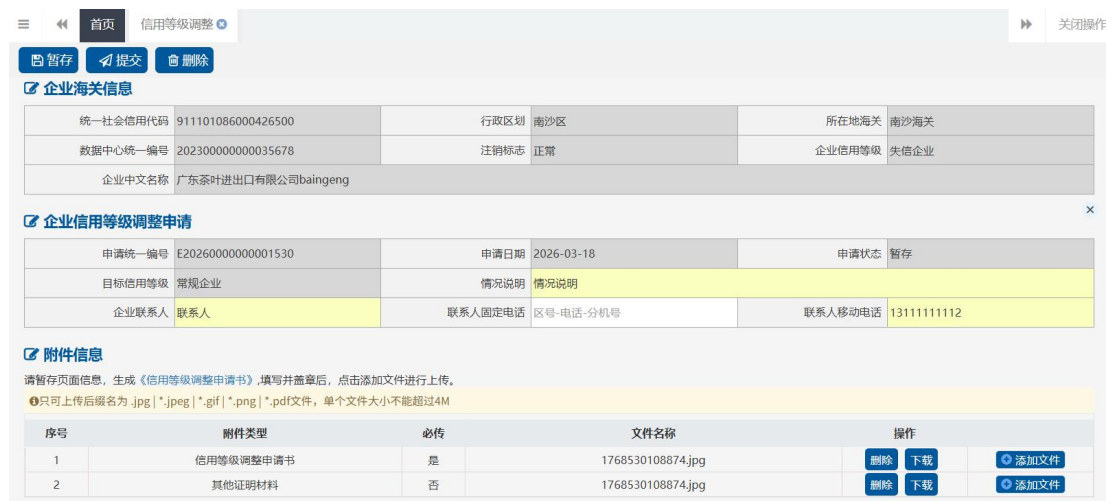 首页 信用等级调整 关闭操作
暂存 提交 删除
企业海关信息
统一社会信用代码 911101086000426500 行政区划 南沙区 所在地海关 南沙海关
数据中心统一编号 202300000000035678 注销标志 正常 企业信用等级 失信企业
企业中文名称 广东茶叶进出口有限公司baingeng
企业信用等级调整申请
申请统一编号 E20260000000001530 申请日期 2026-03-18 申请状态 暂存
目标信用等级 常规企业 情况说明 情况说明
企业联系人 联系人 联系人固定电话 区号-电话-分机号 联系人移动电话 13111111112
附件信息
请暂存页面信息，生成《信用等级调整申请书》,填写并盖章后，点击添加文件进行上传。
只可上传后缀名为 .jpg | *.jpeg | *.gif | *.png | *.pdf文件，单个文件大小不能超过4M
序号 附件类型 必传 文件名称 操作
1 信用等级调整申请书 是 1768530108874.jpg 删除 下载 添加文件
2 其他证明材料 否 1768530108874.jpg 删除 下载 添加文件